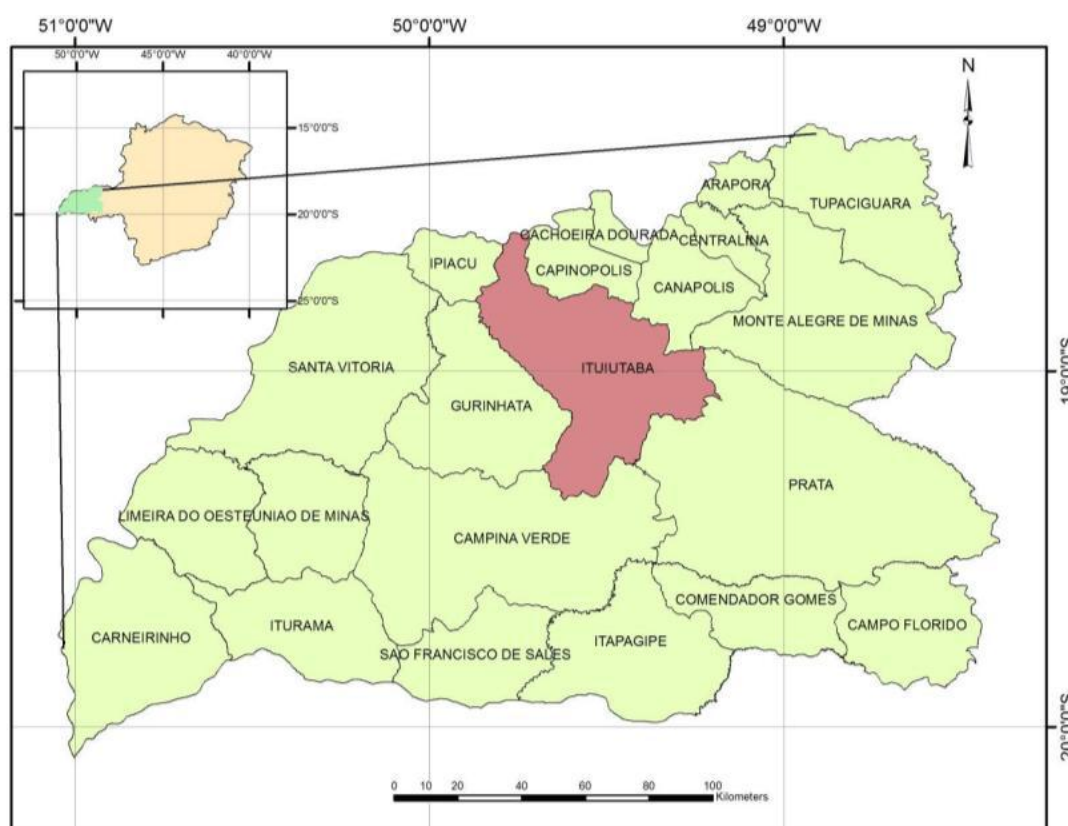 51°0'0"W 50°0'0"W 49°0'0"W
50°0'0"W 45°0'0"W 40°0'0"W
N
15°0'0"S
20°0'0"S
25°0'0"S
ARAPORA
TUPACIGUARA
CACHOEIRA DOURADA
CENTRALINA
IPIACU
CAPINOPOLIS
CANAPOLIS
MONTE ALEGRE DE MINAS
SANTA VITORIA
ITUIUTABA
19°0'0"S
GURINHATA
PRATA
LIMEIRA DO OESTE
UNIAO DE MINAS
CAMPINA VERDE
COMENDADOR GOMES
CARNEIRINHO
ITURAMA
CAMPO FLORIDO
SAO FRANCISCO DE SALES
ITAPAGIPE
20°0'0"S
0 10 20 40 60 80 100
Kilometers